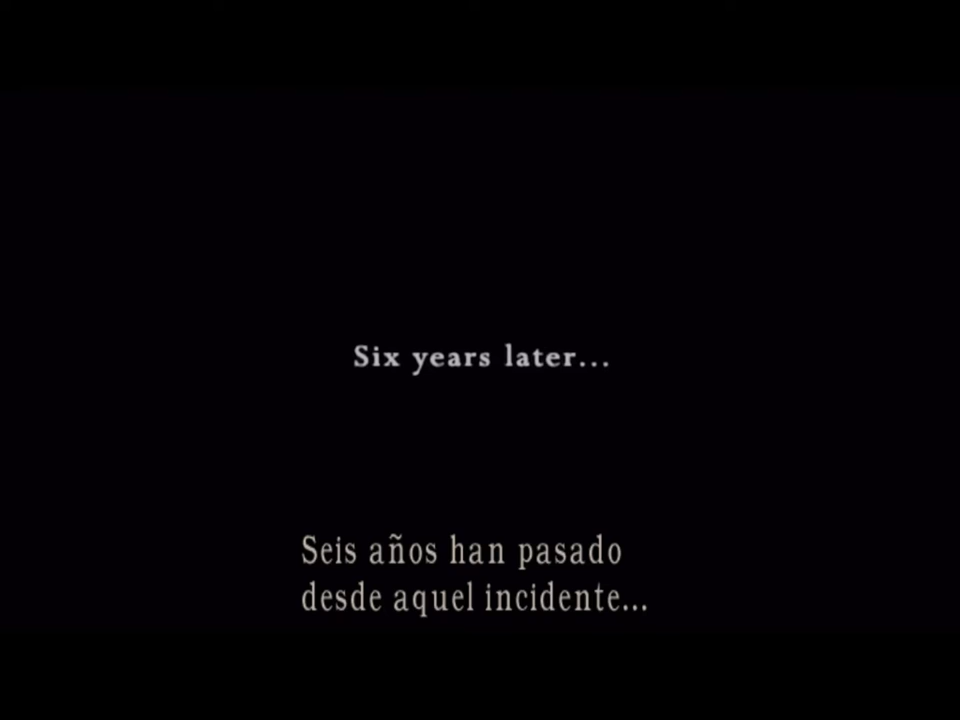 Six years later...
Seis años han pasado
desde aquel incidente...